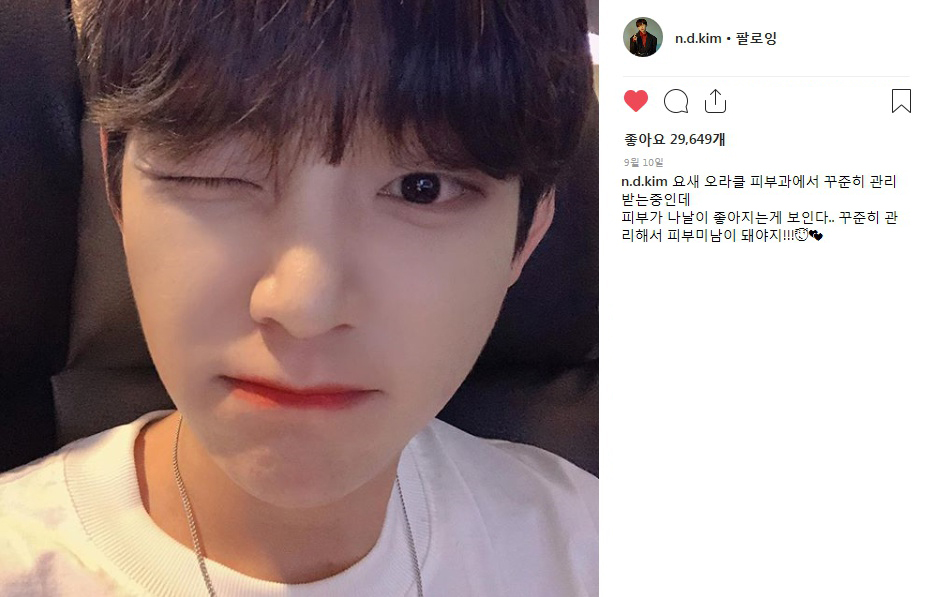 n.d.kim • 팔로잉
좋아요 29,649개
9월 10일
n.d.kim 요새 오라클 피부과에서 꾸준히 관리
받는중인데
피부가 나날이 좋아지는게 보인다.. 꾸준히 관
리해서 피부미남이 돼야지!!!😇💕